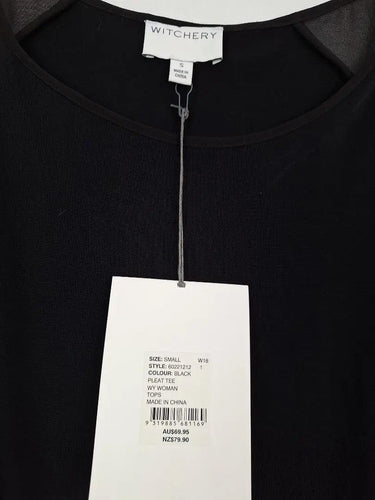 WITCHERY
S
MADE IN
CHINA
SIZE: SMALL W18
STYLE: 60221212 1
COLOUR: BLACK
PLEAT TEE
WY WOMAN
TOPS
MADE IN CHINA
9 319885 681169
AU$69.95
NZ$79.90